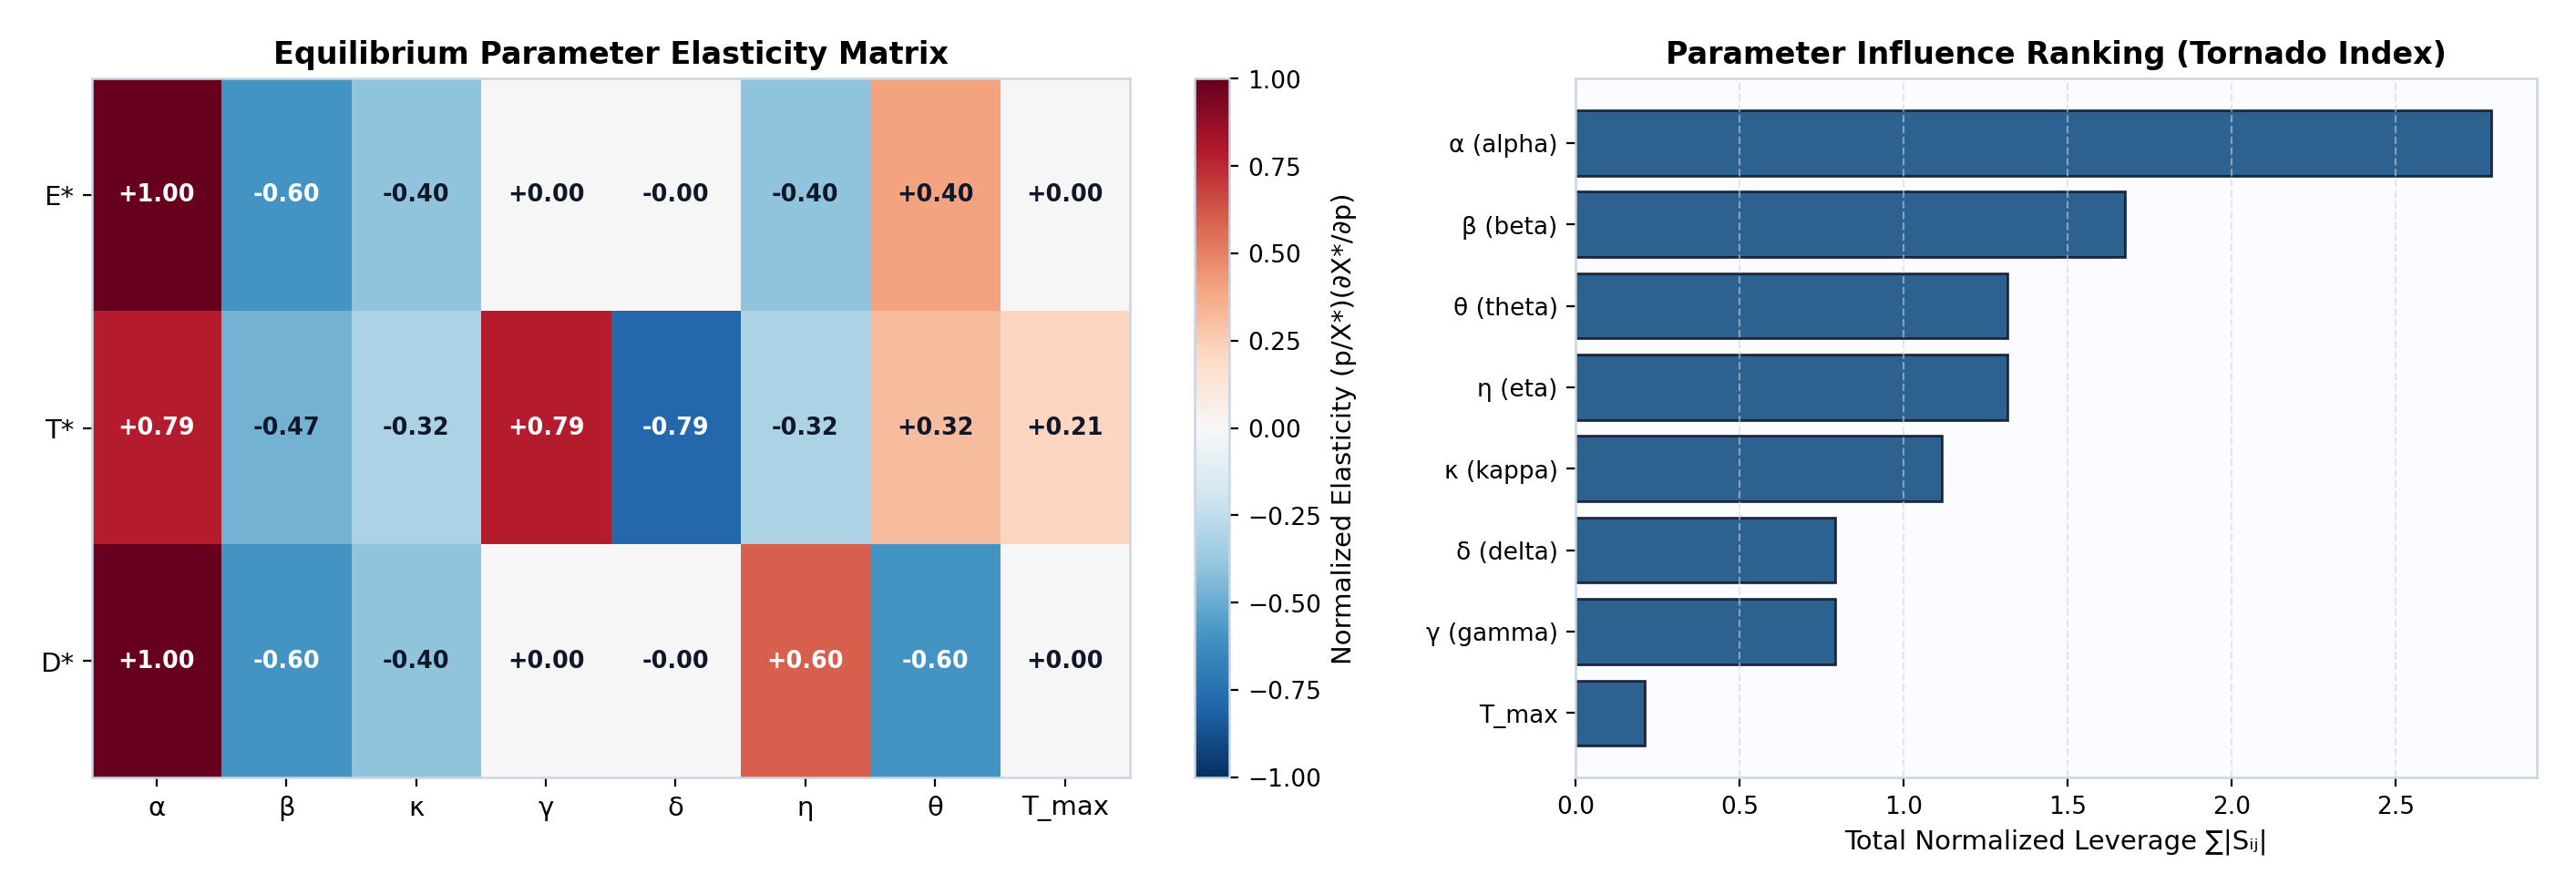 Equilibrium Parameter Elasticity Matrix
E* +1.00 -0.60 -0.40 +0.00 -0.00 -0.40 +0.40 +0.00
T* +0.79 -0.47 -0.32 +0.79 -0.79 -0.32 +0.32 +0.21
D* +1.00 -0.60 -0.40 +0.00 -0.00 +0.60 -0.60 +0.00
α β κ γ δ η θ T_max
1.00
0.75
0.50
0.25
0.00
−0.25
−0.50
−0.75
−1.00
Normalized Elasticity (p/X*)(∂X*/∂p)
Parameter Influence Ranking (Tornado Index)
α (alpha)
β (beta)
θ (theta)
η (eta)
κ (kappa)
δ (delta)
γ (gamma)
T_max
0.0 0.5 1.0 1.5 2.0 2.5
Total Normalized Leverage ∑|Sᵢⱼ|